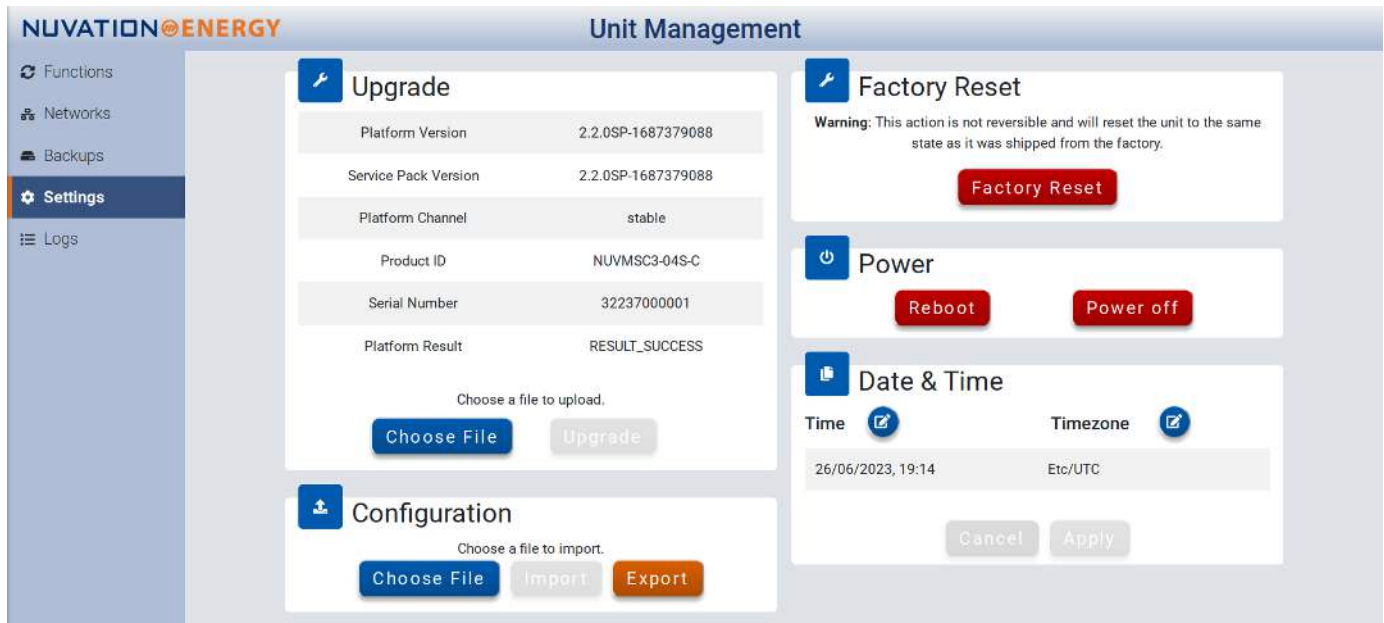 NUVATION ENERGY
Unit Management
Functions
Networks
Backups
Settings
Logs
Upgrade
Platform Version 2.2.0SP-1687379088
Service Pack Version 2.2.0SP-1687379088
Platform Channel stable
Product ID NUVMSC3-04S-C
Serial Number 32237000001
Platform Result RESULT_SUCCESS
Choose a file to upload.
Choose File Upgrade
Configuration
Choose a file to import.
Choose File Import Export
Factory Reset
Warning: This action is not reversible and will reset the unit to the same
state as it was shipped from the factory.
Factory Reset
Power
Reboot Power off
Date & Time
Time Timezone
26/06/2023, 19:14 Etc/UTC
Cancel Apply